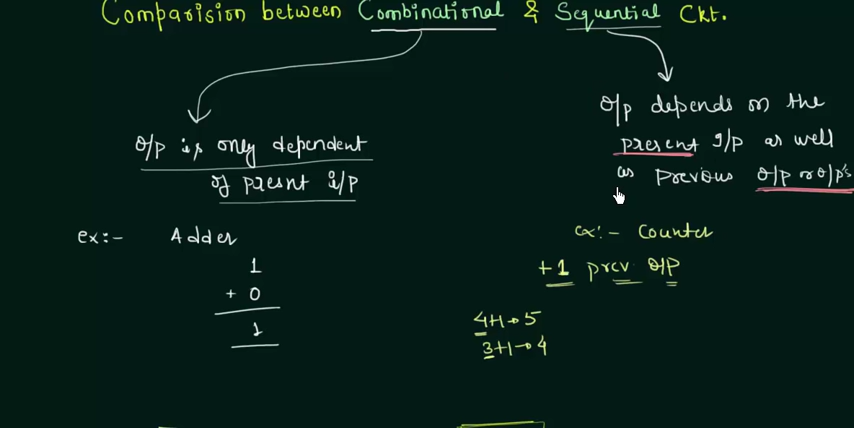 Comparision between Combinational & Sequential Ckt.
O/p is only dependent
of present i/p
O/p depends on the
present I/p as well
as previous O/p or O/p's
ex:- Adder
1
+ 0
1
ex:- Counter
+1 prev. O/P
4+1→5
3+1→4